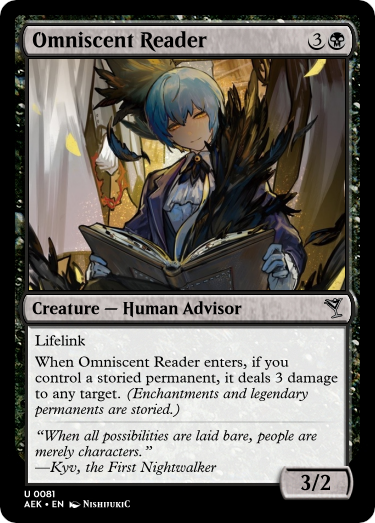 Omniscent Reader 3
Creature — Human Advisor
Lifelink
When Omniscent Reader enters, if you
control a storied permanent, it deals 3 damage
to any target. (Enchantments and legendary
permanents are storied.)
“When all possibilities are laid bare, people are
merely characters.”
—Kyv, the First Nightwalker
3/2
U 0081
AEK • EN NishijukiC